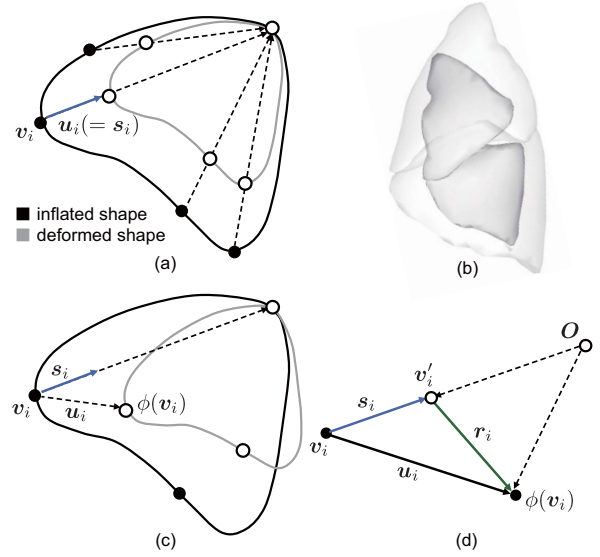 v_i
u_i(= s_i)
inflated shape
deformed shape
(a)
(b)
s_i
v_i
u_i
ϕ(v_i)
(c)
O
v'_i
s_i
r_i
v_i
u_i
ϕ(v_i)
(d)